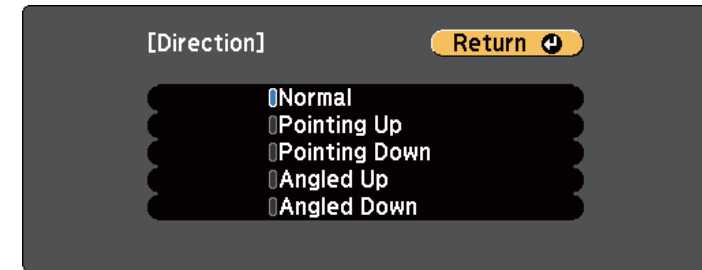 [Direction] Return
Normal
Pointing Up
Pointing Down
Angled Up
Angled Down